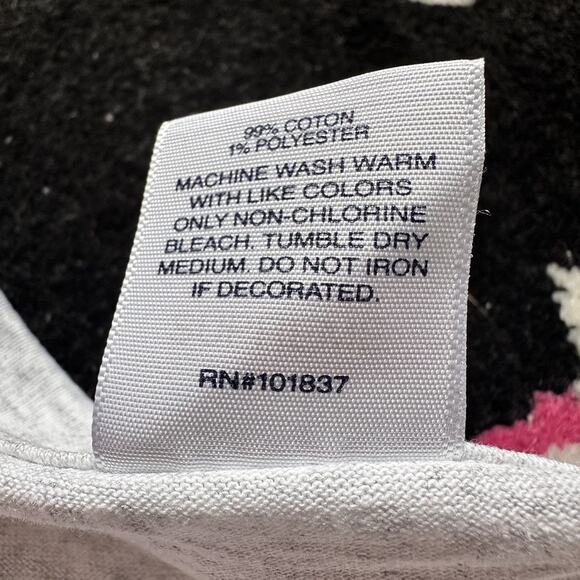 99% COTON
1% POLYESTER
MACHINE WASH WARM
WITH LIKE COLORS
ONLY NON-CHLORINE
BLEACH. TUMBLE DRY
MEDIUM. DO NOT IRON
IF DECORATED.
RN#101837